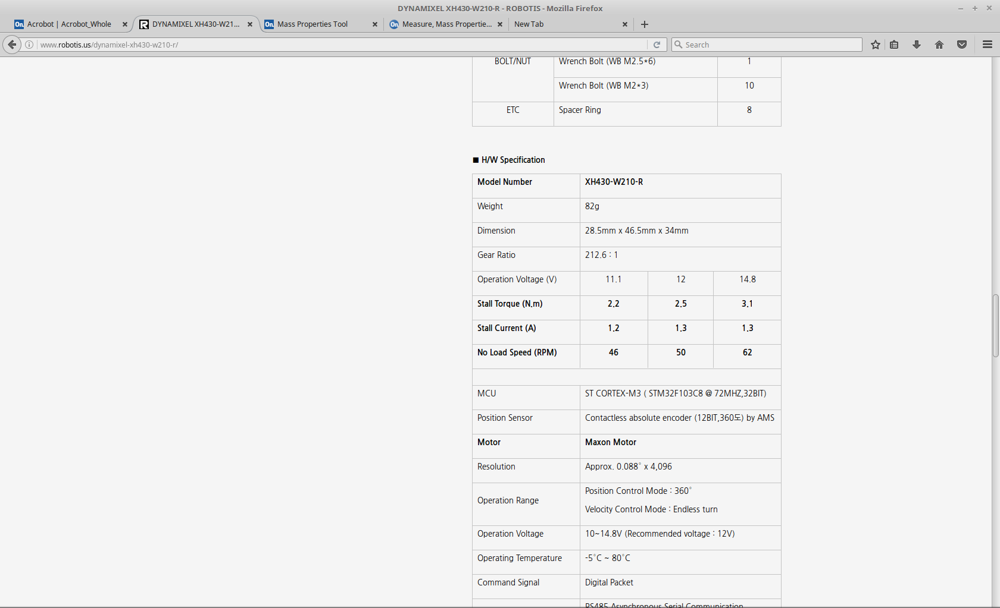 DYNAMIXEL XH430-W210-R - ROBOTIS - Mozilla Firefox
On Acrobot | Acrobot_Whole
R DYNAMIXEL XH430-W21...
On Mass Properties Tool
On Measure, Mass Propertie...
New Tab
www.robotis.us/dynamixel-xh430-w210-r/
Search
BOLT/NUT Wrench Bolt (WB M2.5*6) 1
Wrench Bolt (WB M2*3) 10
ETC Spacer Ring 8
■ H/W Specification
Model Number XH430-W210-R
Weight 82g
Dimension 28.5mm x 46.5mm x 34mm
Gear Ratio 212.6 : 1
Operation Voltage (V) 11.1 12 14.8
Stall Torque (N.m) 2.2 2.5 3.1
Stall Current (A) 1.2 1.3 1.3
No Load Speed (RPM) 46 50 62
MCU ST CORTEX-M3 ( STM32F103C8 @ 72MHZ,32BIT)
Position Sensor Contactless absolute encoder (12BIT,360도) by AMS
Motor Maxon Motor
Resolution Approx. 0.088° x 4,096
Operation Range Position Control Mode : 360°
Velocity Control Mode : Endless turn
Operation Voltage 10~14.8V (Recommended voltage : 12V)
Operating Temperature -5°C ~ 80°C
Command Signal Digital Packet
RS485 Asynchronous Serial Communication